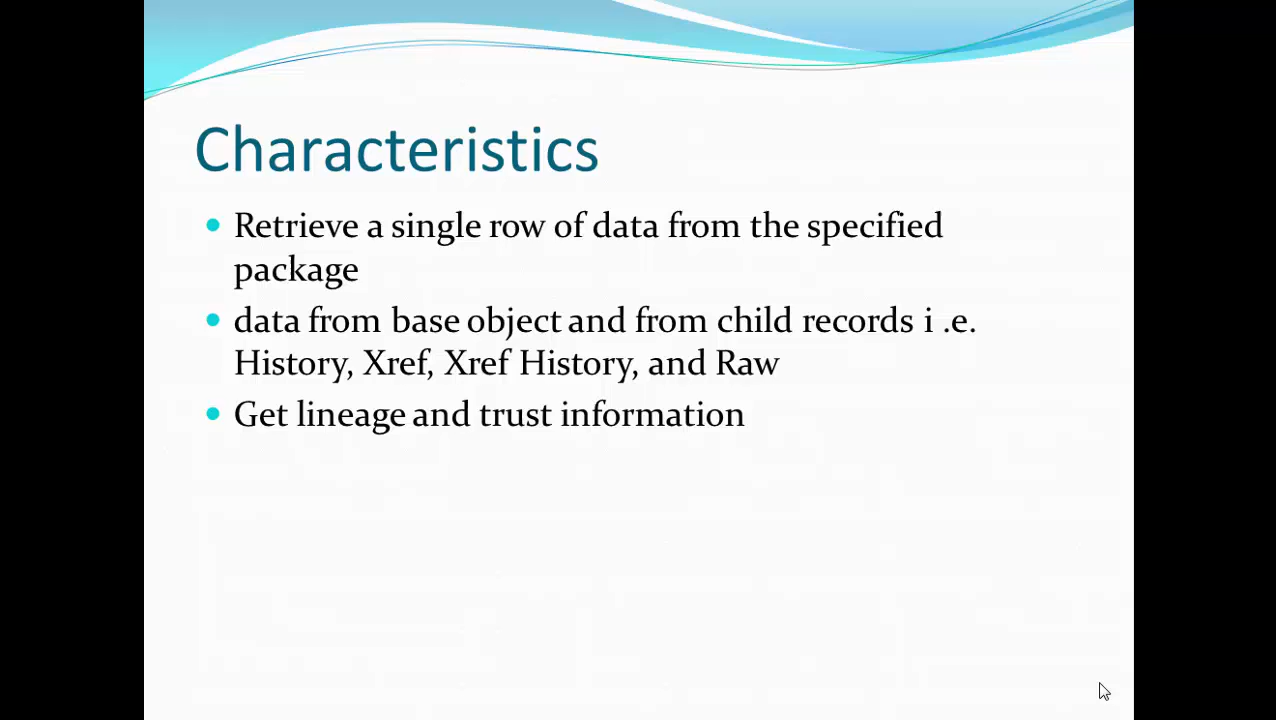 Characteristics
Retrieve a single row of data from the specified
package
data from base object and from child records i .e.
History, Xref, Xref History, and Raw
Get lineage and trust information